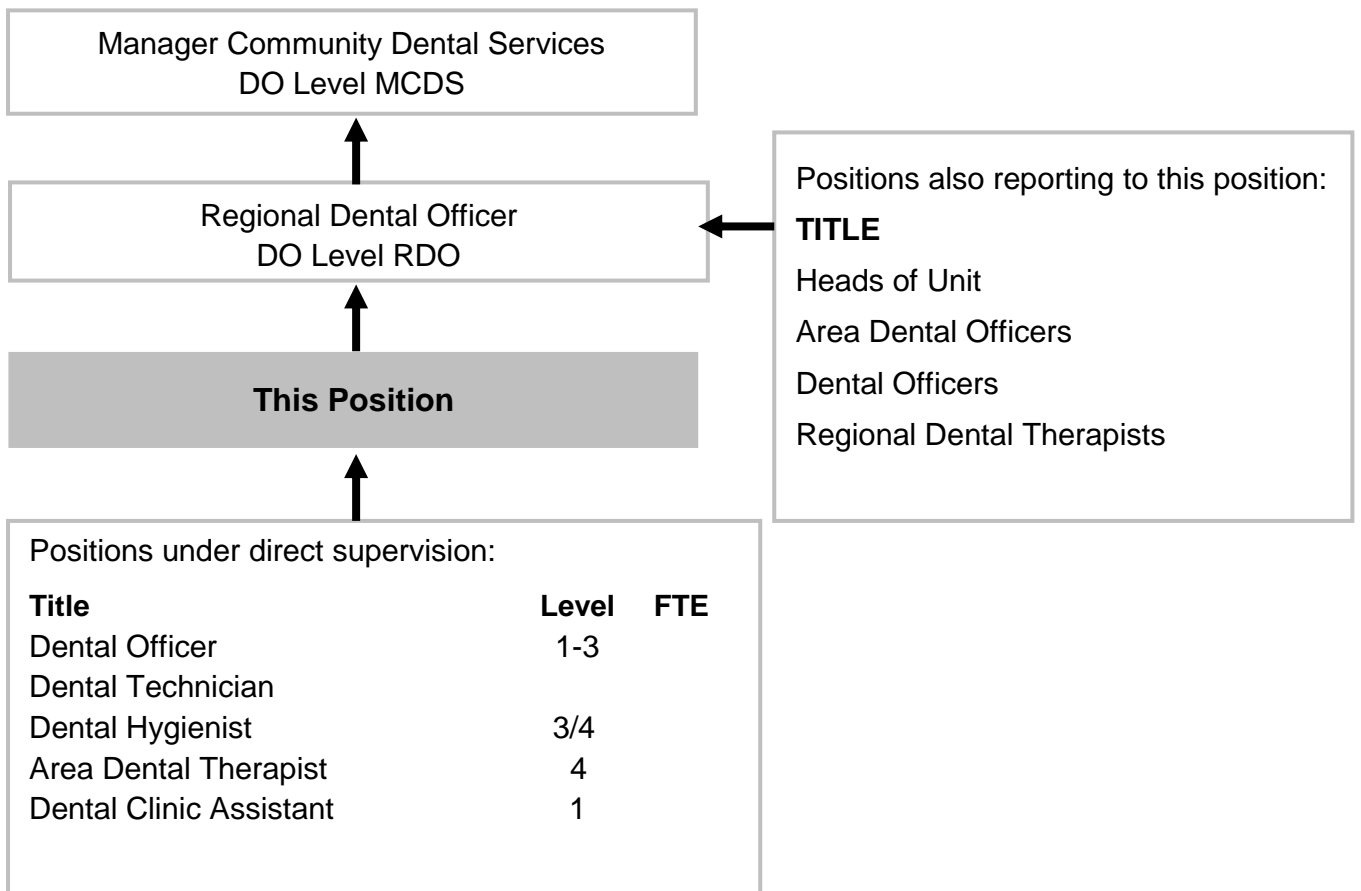 Manager Community Dental Services
DO Level MCDS
Regional Dental Officer
DO Level RDO
Positions also reporting to this position:
TITLE
Heads of Unit
Area Dental Officers
Dental Officers
Regional Dental Therapists
This Position
Positions under direct supervision:
Title Level FTE
Dental Officer 1-3
Dental Technician
Dental Hygienist 3/4
Area Dental Therapist 4
Dental Clinic Assistant 1